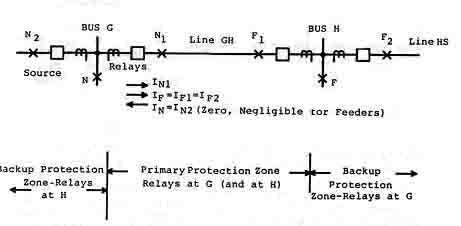 N2 BUS G N1 Line GH F1 BUS H F2 Line HS
Source N Relays F
IN1
IF=IF1=IF2
IN=IN2 (Zero, Negligible for Feeders)
Backup Protection Primary Protection Zone Backup
Zone-Relays Relays at G (and at H) Protection
at H Zone-Relays at G